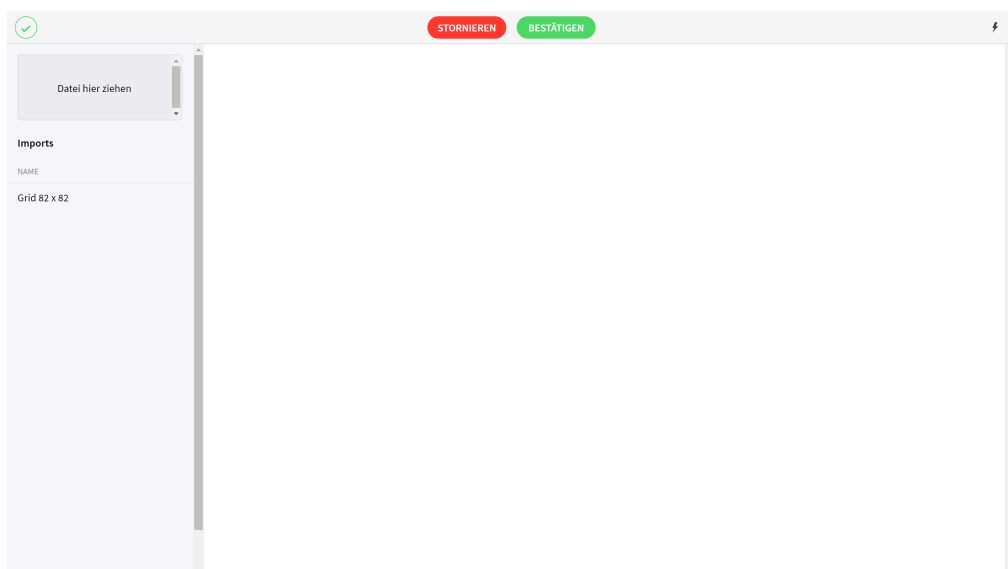 STORNIEREN BESTÄTIGEN
Datei hier ziehen
Imports
NAME
Grid 82 x 82